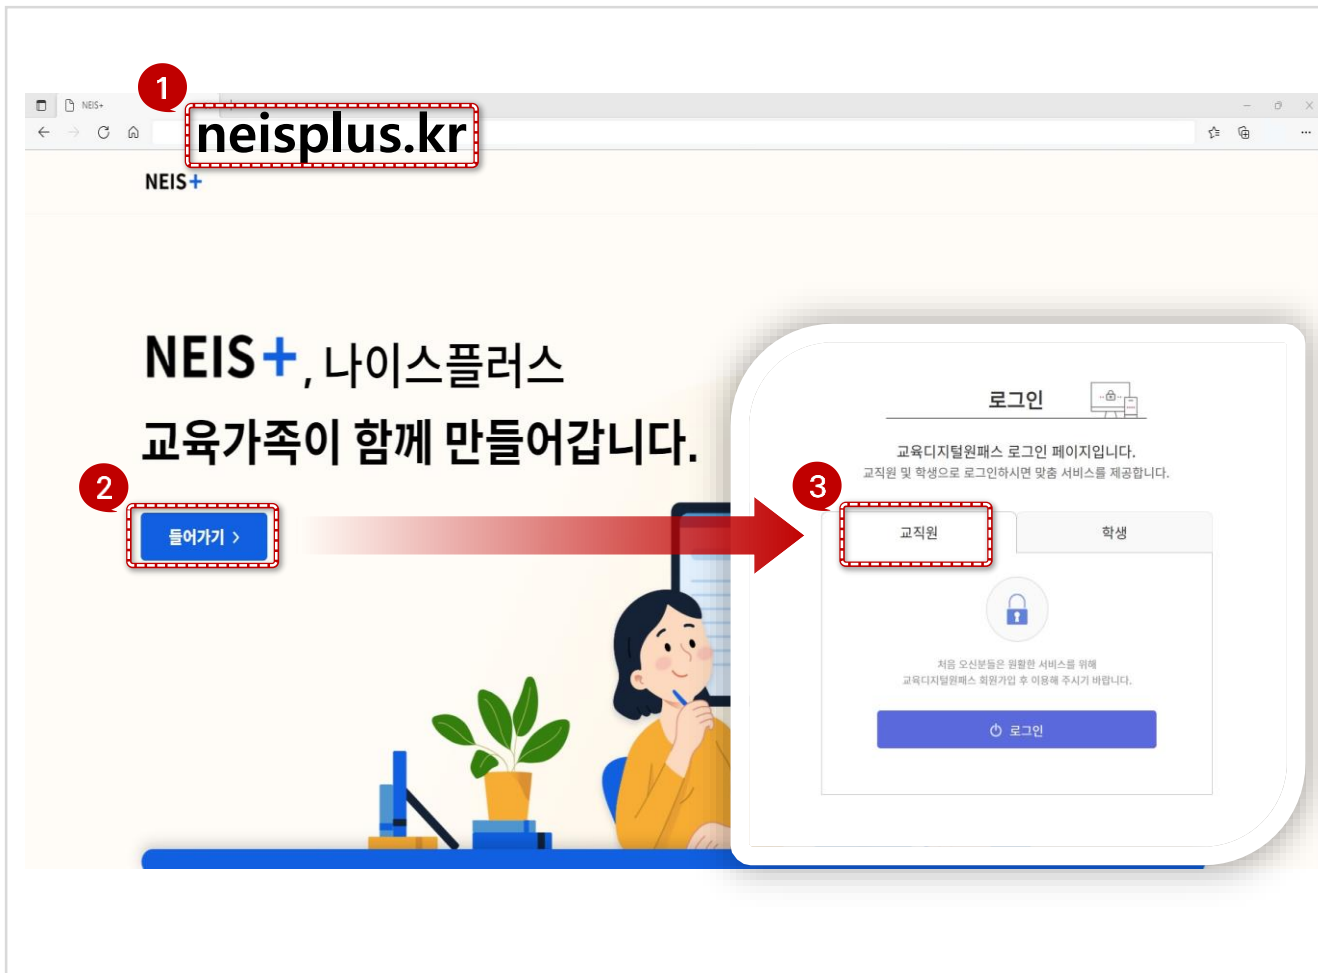 1
NEIS+
neisplus.kr
NEIS+
NEIS+, 나이스플러스
교육가족이 함께 만들어갑니다.
2
들어가기 >
로그인
교육디지털원패스 로그인 페이지입니다.
교직원 및 학생으로 로그인하시면 맞춤 서비스를 제공합니다.
3
교직원
학생
처음 오신분들은 원활한 서비스를 위해
교육디지털원패스 회원가입 후 이용해 주시기 바랍니다.
로그인